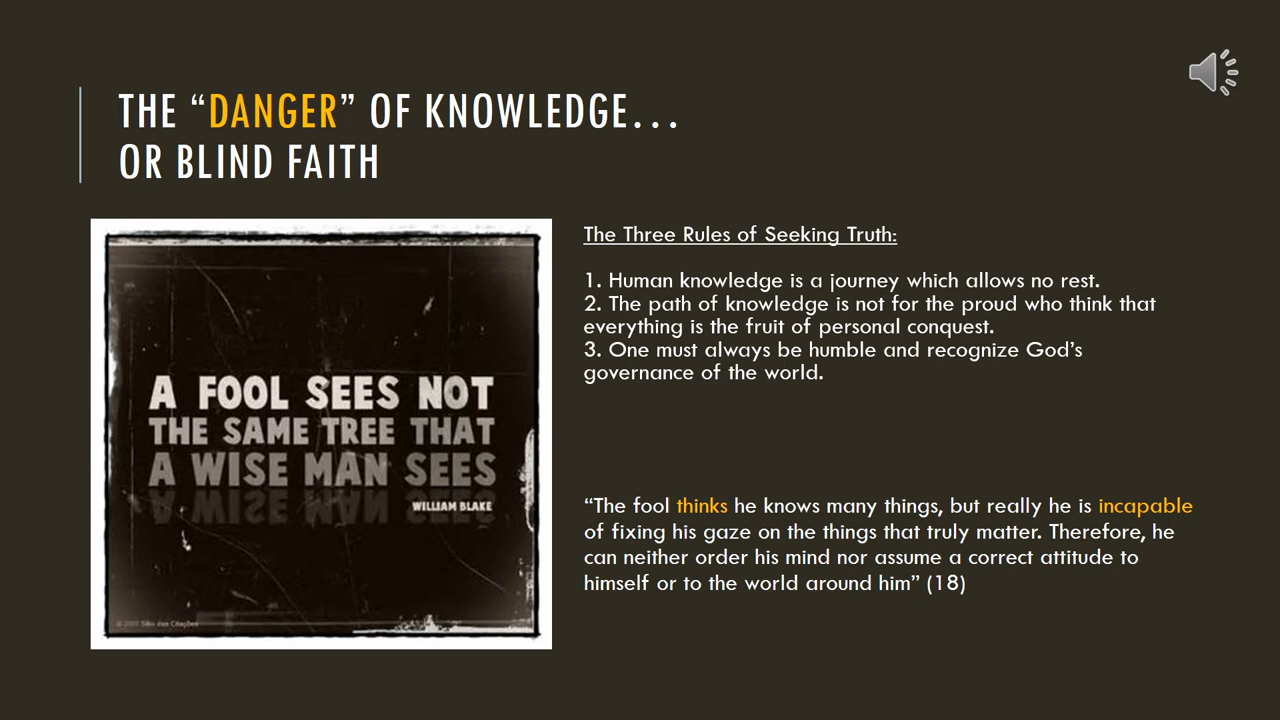 THE “DANGER” OF KNOWLEDGE…
OR BLIND FAITH
A FOOL SEES NOT
THE SAME TREE THAT
A WISE MAN SEES
WILLIAM BLAKE
The Three Rules of Seeking Truth:
1. Human knowledge is a journey which allows no rest.
2. The path of knowledge is not for the proud who think that
everything is the fruit of personal conquest.
3. One must always be humble and recognize God’s
governance of the world.
“The fool thinks he knows many things, but really he is incapable
of fixing his gaze on the things that truly matter. Therefore, he
can neither order his mind nor assume a correct attitude to
himself or to the world around him” (18)